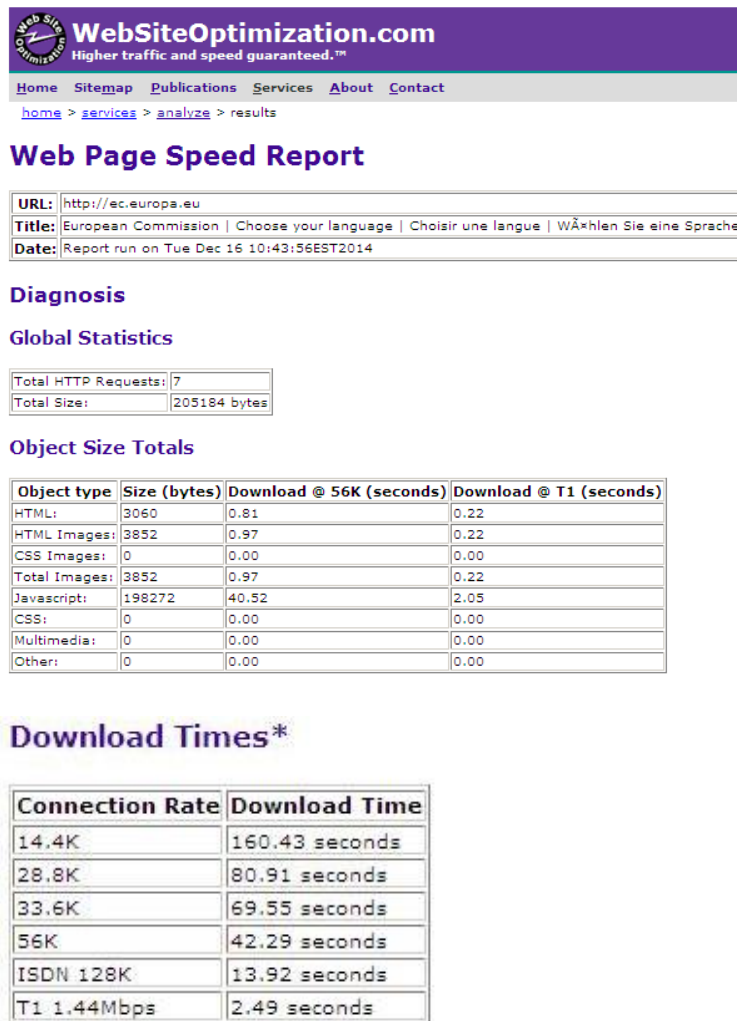 Web Site Optimization
WebSiteOptimization.com
Higher traffic and speed guaranteed.™
Home Sitemap Publications Services About Contact
home > services > analyze > results
Web Page Speed Report
URL: http://ec.europa.eu
Title: European Commission | Choose your language | Choisir une langue | WÃ¤hlen Sie eine Sprache
Date: Report run on Tue Dec 16 10:43:56EST2014
Diagnosis
Global Statistics
Total HTTP Requests: 7
Total Size: 205184 bytes
Object Size Totals
Object type Size (bytes) Download @ 56K (seconds) Download @ T1 (seconds)
HTML: 3060 0.81 0.22
HTML Images: 3852 0.97 0.22
CSS Images: 0 0.00 0.00
Total Images: 3852 0.97 0.22
Javascript: 198272 40.52 2.05
CSS: 0 0.00 0.00
Multimedia: 0 0.00 0.00
Other: 0 0.00 0.00
Download Times*
Connection Rate Download Time
14.4K 160.43 seconds
28.8K 80.91 seconds
33.6K 69.55 seconds
56K 42.29 seconds
ISDN 128K 13.92 seconds
T1 1.44Mbps 2.49 seconds